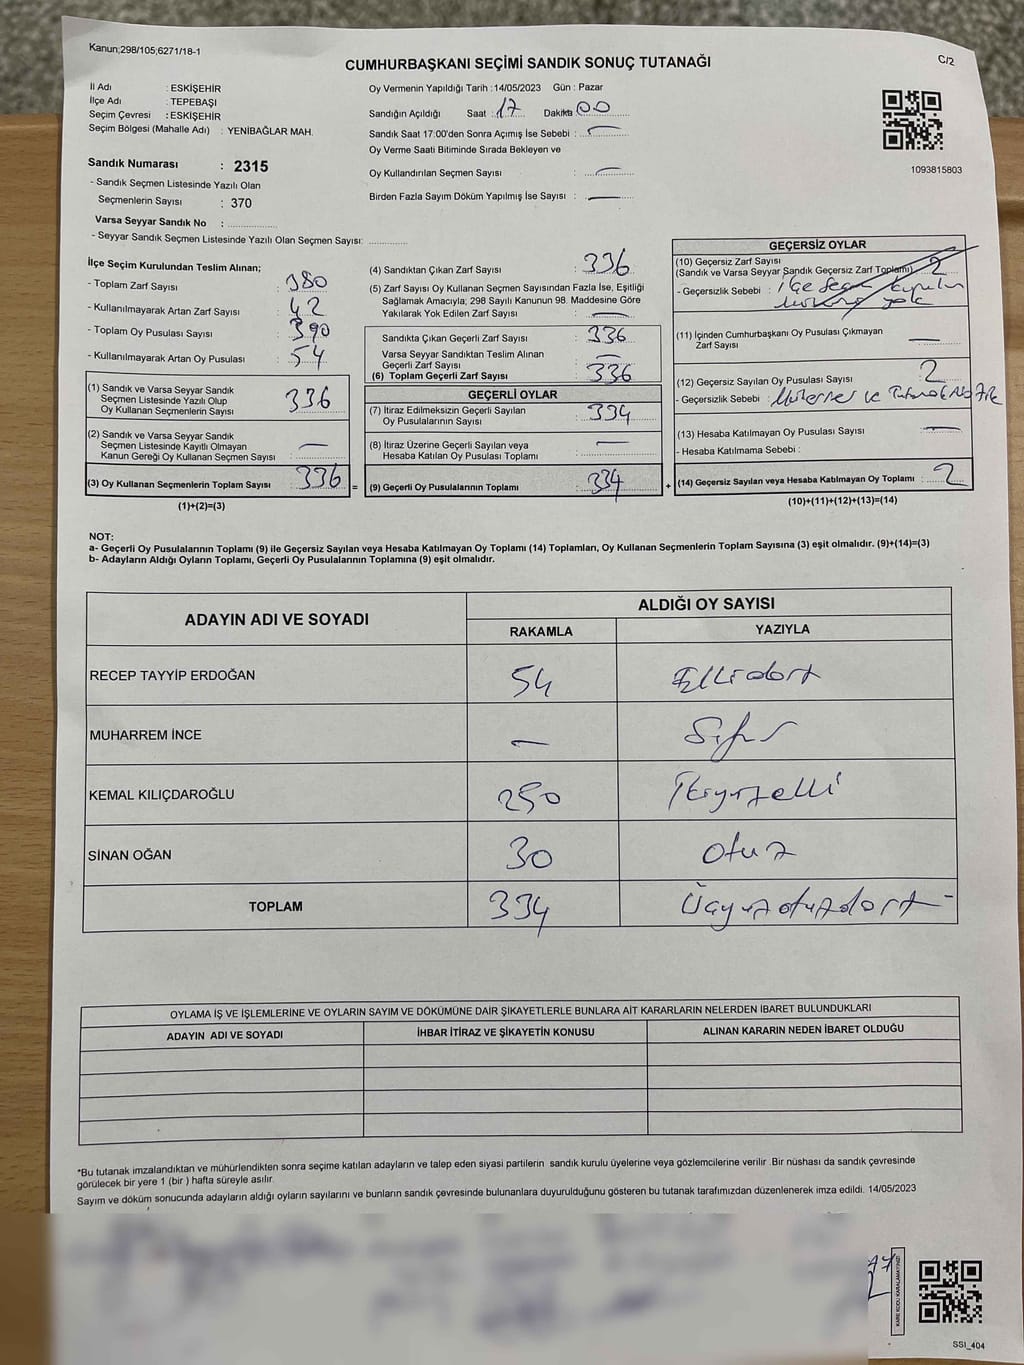 Kanun;298/105;6271/18-1
CUMHURBAŞKANI SEÇİMİ SANDIK SONUÇ TUTANAĞI
C/2
İl Adı : ESKİŞEHİR
İlçe Adı : TEPEBAŞI
Seçim Çevresi : ESKİŞEHİR
Seçim Bölgesi (Mahalle Adı) : YENİBAĞLAR MAH.
Oy Vermenin Yapıldığı Tarih :14/05/2023 Gün : Pazar
Sandığın Açıldığı Saat : 17 Dakika 00
Sandık Saat 17:00'den Sonra Açımış İse Sebebi : —
Oy Verme Saati Bitiminde Sırada Bekleyen ve
Oy Kullandırılan Seçmen Sayısı : —
Birden Fazla Sayım Döküm Yapılmış İse Sayısı : —
1093815803
Sandık Numarası : 2315
- Sandık Seçmen Listesinde Yazılı Olan
Seçmenlerin Sayısı : 370
Varsa Seyyar Sandık No :
- Seyyar Sandık Seçmen Listesinde Yazılı Olan Seçmen Sayısı:
İlçe Seçim Kurulundan Teslim Alınan;
- Toplam Zarf Sayısı : 380
- Kullanılmayarak Artan Zarf Sayısı : 42
- Toplam Oy Pusulası Sayısı : 390
- Kullanılmayarak Artan Oy Pusulası : 54
(1) Sandık ve Varsa Seyyar Sandık
Seçmen Listesinde Yazılı Olup
Oy Kullanan Seçmenlerin Sayısı : 336
(2) Sandık ve Varsa Seyyar Sandık
Seçmen Listesinde Kayıtlı Olmayan
Kanun Gereği Oy Kullanan Seçmen Sayısı : —
(3) Oy Kullanan Seçmenlerin Toplam Sayısı : 336 =
(1)+(2)=(3)
(4) Sandıktan Çıkan Zarf Sayısı : 336
(5) Zarf Sayısı Oy Kullanan Seçmen Sayısından Fazla İse, Eşitliği
Sağlamak Amacıyla; 298 Sayılı Kanunun 98. Maddesine Göre
Yakılarak Yok Edilen Zarf Sayısı : —
Sandıkta Çıkan Geçerli Zarf Sayısı : 336
Varsa Seyyar Sandıktan Teslim Alınan
Geçerli Zarf Sayısı : —
(6) Toplam Geçerli Zarf Sayısı : 336
GEÇERLİ OYLAR
(7) İtiraz Edilmeksizin Geçerli Sayılan
Oy Pusulalarının Sayısı : 334
(8) İtiraz Üzerine Geçerli Sayılan veya
Hesaba Katılan Oy Pusulası Toplamı : —
(9) Geçerli Oy Pusulalarının Toplamı : 334 +
GEÇERSİZ OYLAR
(10) Geçersiz Zarf Sayısı
(Sandık ve Varsa Seyyar Sandık Geçersiz Zarf Toplamı) : 2
- Geçersizlik Sebebi : ilçe seçim kurulun
yok
(11) İçinden Cumhurbaşkanı Oy Pusulası Çıkmayan
Zarf Sayısı : —
(12) Geçersiz Sayılan Oy Pusulası Sayısı : 2
- Geçersizlik Sebebi : ve
(13) Hesaba Katılmayan Oy Pusulası Sayısı : —
- Hesaba Katılmama Sebebi :
(14) Geçersiz Sayılan veya Hesaba Katılmayan Oy Toplamı : 2
(10)+(11)+(12)+(13)=(14)
NOT:
a- Geçerli Oy Pusulalarının Toplamı (9) ile Geçersiz Sayılan veya Hesaba Katılmayan Oy Toplamı (14) Toplamları, Oy Kullanan Seçmenlerin Toplam Sayısına (3) eşit olmalıdır. (9)+(14)=(3)
b- Adayların Aldığı Oyların Toplamı, Geçerli Oy Pusulalarının Toplamına (9) eşit olmalıdır.
ADAYIN ADI VE SOYADI
ALDIĞI OY SAYISI
RAKAMLA YAZIYLA
RECEP TAYYİP ERDOĞAN 54 Ellidört
MUHARREM İNCE — Sıfır
KEMAL KILIÇDAROĞLU 250 İkiyüzelli
SİNAN OĞAN 30 otuz
TOPLAM 334 Üçyüzotuzdört
OYLAMA İŞ VE İŞLEMLERİNE VE OYLARIN SAYIM VE DÖKÜMÜNE DAİR ŞİKAYETLERLE BUNLARA AİT KARARLARIN NELERDEN İBARET BULUNDUKLARI
ADAYIN ADI VE SOYADI İHBAR İTİRAZ VE ŞİKAYETİN KONUSU ALINAN KARARIN NEDEN İBARET OLDUĞU
*Bu tutanak imzalandıktan ve mühürlendikten sonra seçime katılan adayların ve talep eden siyasi partilerin sandık kurulu üyelerine veya gözlemcilerine verilir .Bir nüshası da sandık çevresinde
görülecek bir yere 1 (bir ) hafta süreyle asılır.
Sayım ve döküm sonucunda adayların aldığı oyların sayılarını ve bunların sandık çevresinde bulunanlara duyurulduğunu gösteren bu tutanak tarafımızdan düzenlenerek imza edildi. 14/05/2023
KARE KODU KARALAMAYINIZ!
SSI_404